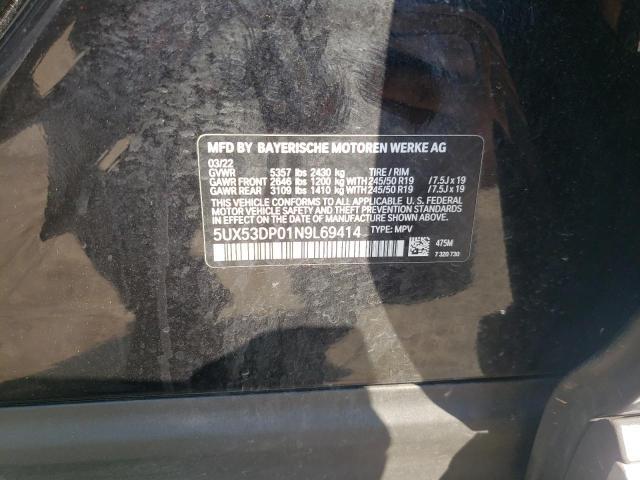 MFD BY BAYERISCHE MOTOREN WERKE AG
03/22
GVWR 5357 lbs 2430 kg TIRE / RIM
GAWR FRONT 2646 lbs 1200 kg WITH 245/50 R19 /7.5J x 19
GAWR REAR 3109 lbs 1410 kg WITH 245/50 R19 /7.5J x 19
THIS VEHICLE CONFORMS TO ALL APPLICABLE U. S. FEDERAL
MOTOR VEHICLE SAFETY, BUMPER, AND THEFT PREVENTION
STANDARDS IN EFFECT ON THE DATE OF MANUFACTURE SHOWN ABOVE.
5UX53DP01N9L69414 TYPE: MPV
475M
7 320 730